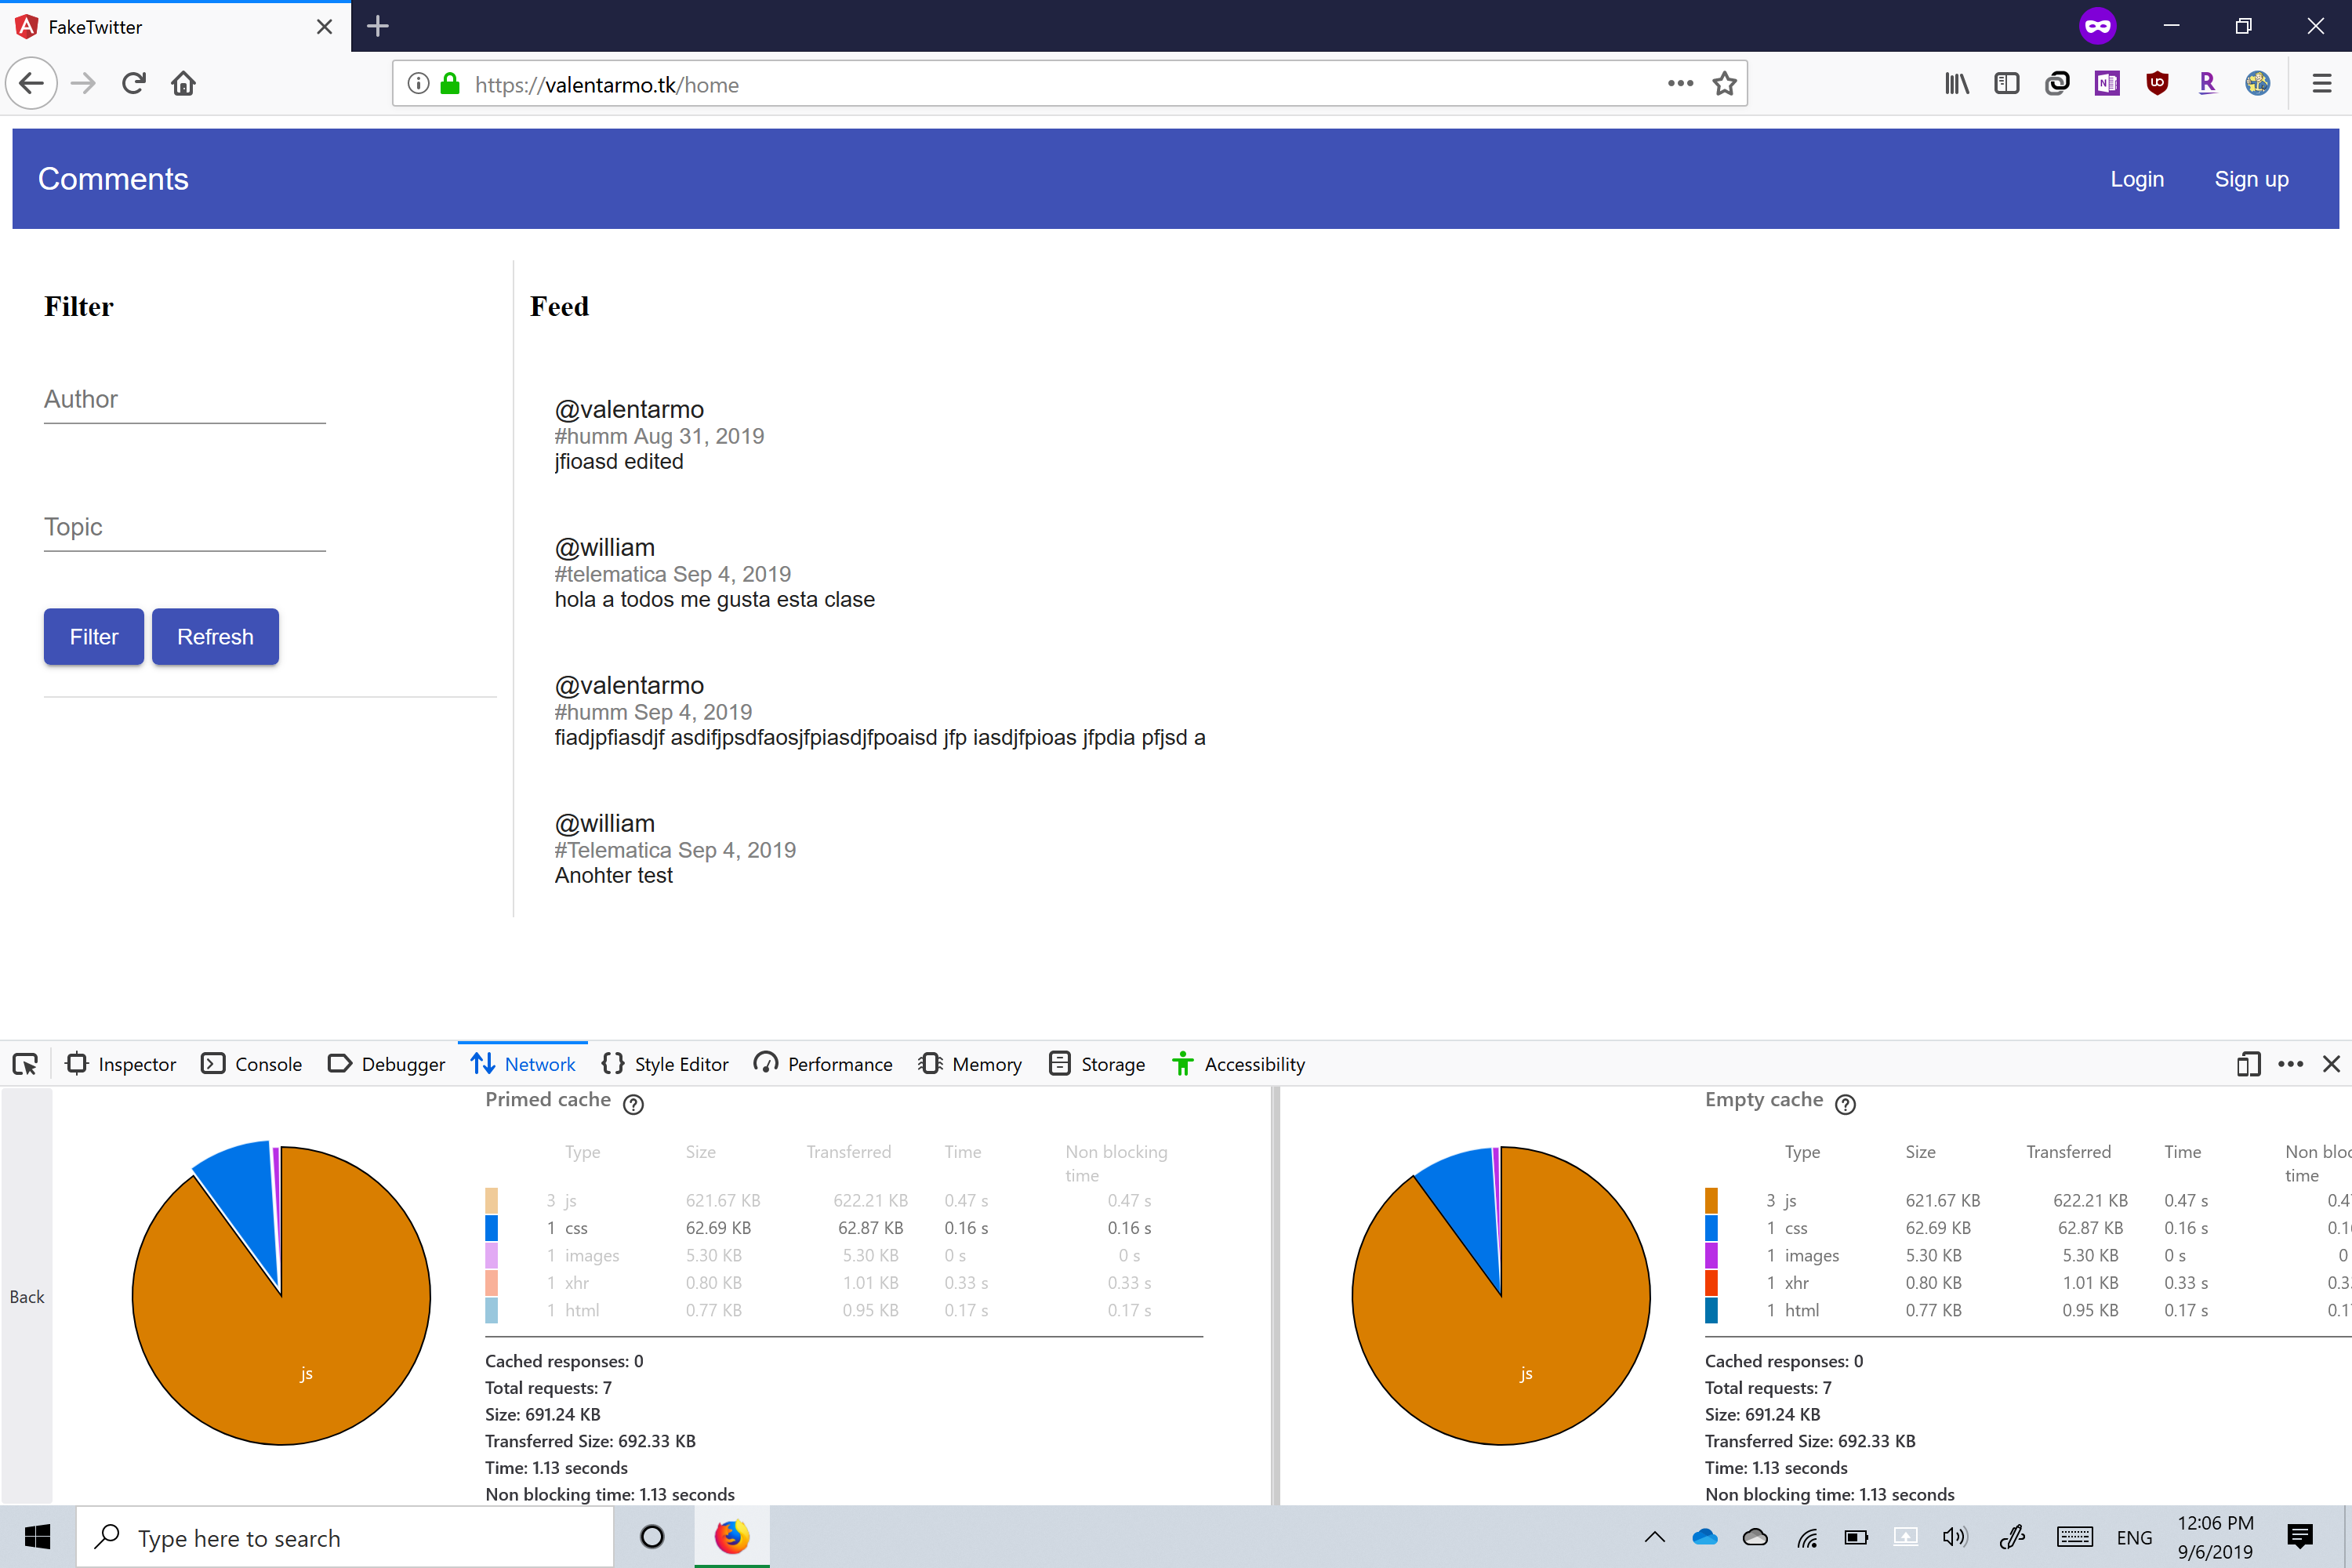 FakeTwitter
https://valentarmo.tk/home
Comments
Login
Sign up
Filter
Author
Topic
Filter
Refresh
Feed
@valentarmo
#humm Aug 31, 2019
jfioasd edited
@william
#telematica Sep 4, 2019
hola a todos me gusta esta clase
@valentarmo
#humm Sep 4, 2019
fiadjpfiasdjf asdifjpsdfaosjfpiasdjfpoaisd jfp iasdjfpioas jfpdia pfjsd a
@william
#Telematica Sep 4, 2019
Anohter test
Inspector Console Debugger Network Style Editor Performance Memory Storage Accessibility
Back
js
Primed cache
Type Size Transferred Time Non blocking time
3 js 621.67 KB 622.21 KB 0.47 s 0.47 s
1 css 62.69 KB 62.87 KB 0.16 s 0.16 s
1 images 5.30 KB 5.30 KB 0 s 0 s
1 xhr 0.80 KB 1.01 KB 0.33 s 0.33 s
1 html 0.77 KB 0.95 KB 0.17 s 0.17 s
Cached responses: 0
Total requests: 7
Size: 691.24 KB
Transferred Size: 692.33 KB
Time: 1.13 seconds
Non blocking time: 1.13 seconds
js
Empty cache
Type Size Transferred Time Non bloc
time
3 js 621.67 KB 622.21 KB 0.47 s 0.4
1 css 62.69 KB 62.87 KB 0.16 s 0.1
1 images 5.30 KB 5.30 KB 0 s 0
1 xhr 0.80 KB 1.01 KB 0.33 s 0.3
1 html 0.77 KB 0.95 KB 0.17 s 0.1
Cached responses: 0
Total requests: 7
Size: 691.24 KB
Transferred Size: 692.33 KB
Time: 1.13 seconds
Non blocking time: 1.13 seconds
Type here to search
ENG
12:06 PM
9/6/2019